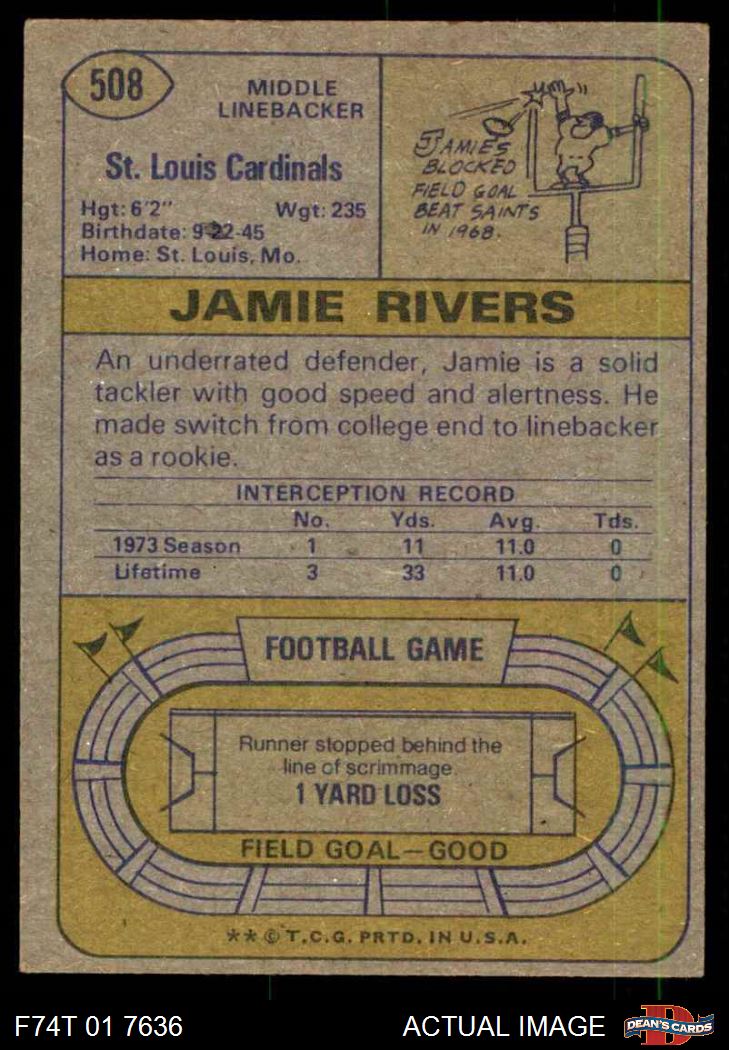 508
MIDDLE
LINEBACKER
St. Louis Cardinals
Hgt: 6'2" Wgt: 235
Birthdate: 9-22-45
Home: St. Louis, Mo.
JAMIE'S
BLOCKED
FIELD GOAL
BEAT SAINTS
IN 1968.
JAMIE RIVERS
An underrated defender, Jamie is a solid
tackler with good speed and alertness. He
made switch from college end to linebacker
as a rookie.
INTERCEPTION RECORD
No. Yds. Avg. Tds.
1973 Season 1 11 11.0 0
Lifetime 3 33 11.0 0
FOOTBALL GAME
Runner stopped behind the
line of scrimmage.
1 YARD LOSS
FIELD GOAL—GOOD
** © T.C.G. PRTD. IN U.S.A.
F74T 01 7636 ACTUAL IMAGE
D
DEAN'S CARDS